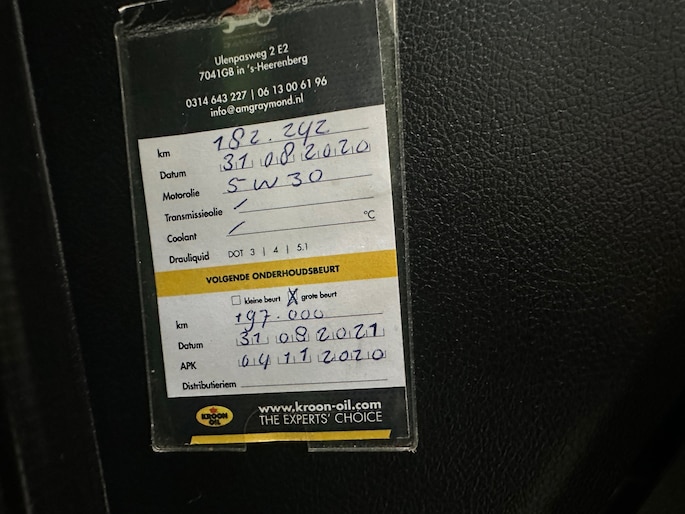 Ulenpasweg 2 E2
7041GB in 's-Heerenberg
0314 643 227 | 06 13 00 61 96
info@amgraymond.nl
km 182.242
Datum 31 08 2020
Motorolie 5W30
Transmissieolie /
Coolant / °C
Drauliquid DOT 3 | 4 | 5.1
VOLGENDE ONDERHOUDSBEURT
kleine beurt X grote beurt
km 197.000
Datum 31 08 2021
APK 04 11 2020
Distributieriem
KROON OIL
www.kroon-oil.com
THE EXPERTS' CHOICE